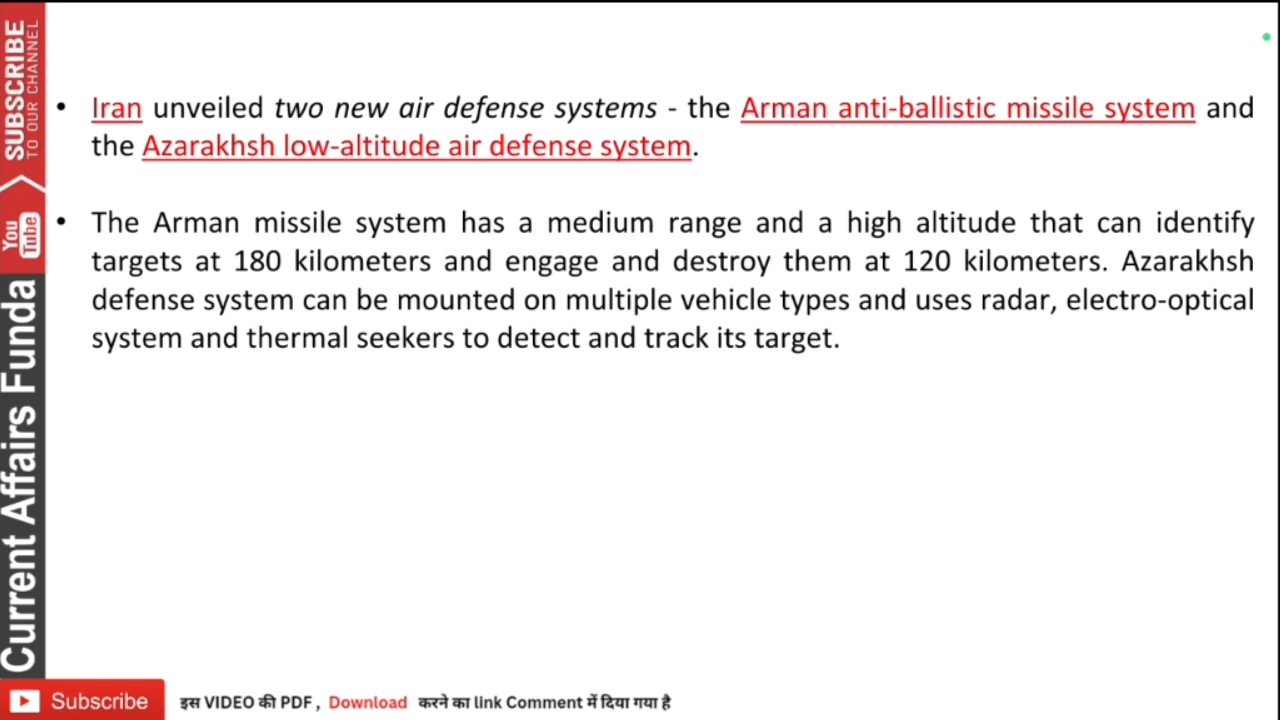 • Iran unveiled two new air defense systems - the Arman anti-ballistic missile system and
the Azarakhsh low-altitude air defense system.
• The Arman missile system has a medium range and a high altitude that can identify
targets at 180 kilometers and engage and destroy them at 120 kilometers. Azarakhsh
defense system can be mounted on multiple vehicle types and uses radar, electro-optical
system and thermal seekers to detect and track its target.
SUBSCRIBE
TO OUR CHANNEL
You
Tube
Current Affairs Funda
Subscribe
इस VIDEO की PDF , Download करने का link Comment में दिया गया है